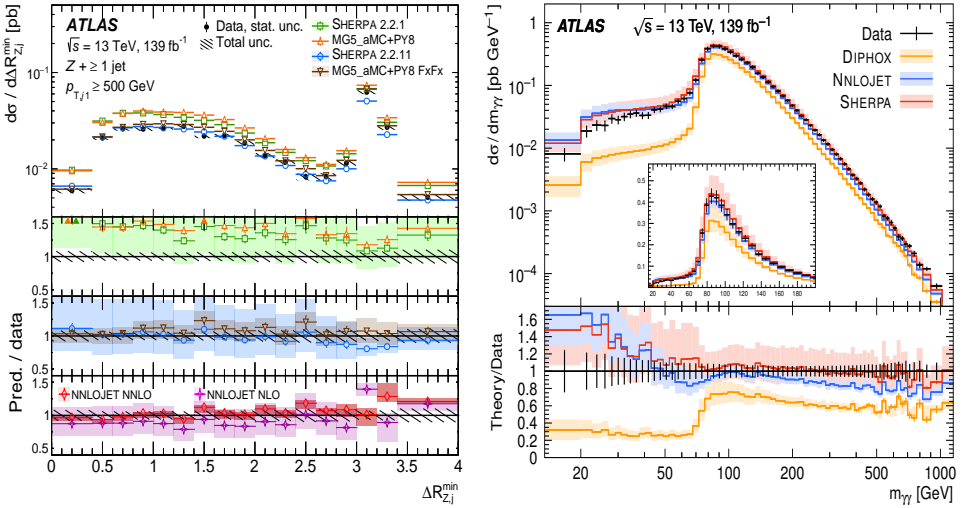 ATLAS
√s = 13 TeV, 139 fb⁻¹
Z + ≥ 1 jet
p_T,j1 ≥ 500 GeV
Data, stat. unc.
Total unc.
SHERPA 2.2.1
MG5_aMC+PY8
SHERPA 2.2.11
MG5_aMC+PY8 FxFx
dσ / dΔR^min_Z,j [pb]
10⁻¹
10⁻²
1.5
1
0.5
1.5
1
0.5
NNLOJET NNLO
NNLOJET NLO
1.5
1
0.5
Pred. / data
0 0.5 1 1.5 2 2.5 3 3.5 4
ΔR^min_Z,j
ATLAS
√s = 13 TeV, 139 fb⁻¹
Data
DIPHOX
NNLOJET
SHERPA
dσ/dm_γγ [pb GeV⁻¹]
1
10⁻¹
10⁻²
10⁻³
10⁻⁴
0.5
0.4
0.3
0.2
0.1
20 40 60 80 100 120 140 160 180
Theory/Data
1.6
1.4
1.2
1
0.8
0.6
0.4
0.2
0
20 30 40 100 200 300 500 1000
m_γγ [GeV]